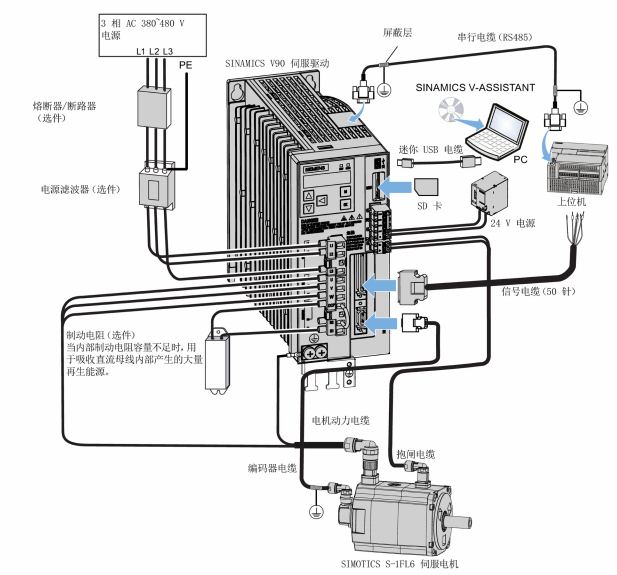 3 相 AC 380~480 V
电源
L1 L2 L3
PE
熔断器/断路器
(选件)
电源滤波器(选件)
SINAMICS V90 伺服驱动
屏蔽层
串行电缆(RS485)
SINAMICS V-ASSISTANT
迷你 USB 电缆
PC
SD 卡
上位机
24 V 电源
信号电缆(50 针)
SIEMENS
U
V
W
制动电阻(选件)
当内部制动电阻容量不足时,用
于吸收直流母线内部产生的大量
再生能源。
电机动力电缆
编码器电缆
抱闸电缆
SIMOTICS S-1FL6 伺服电机